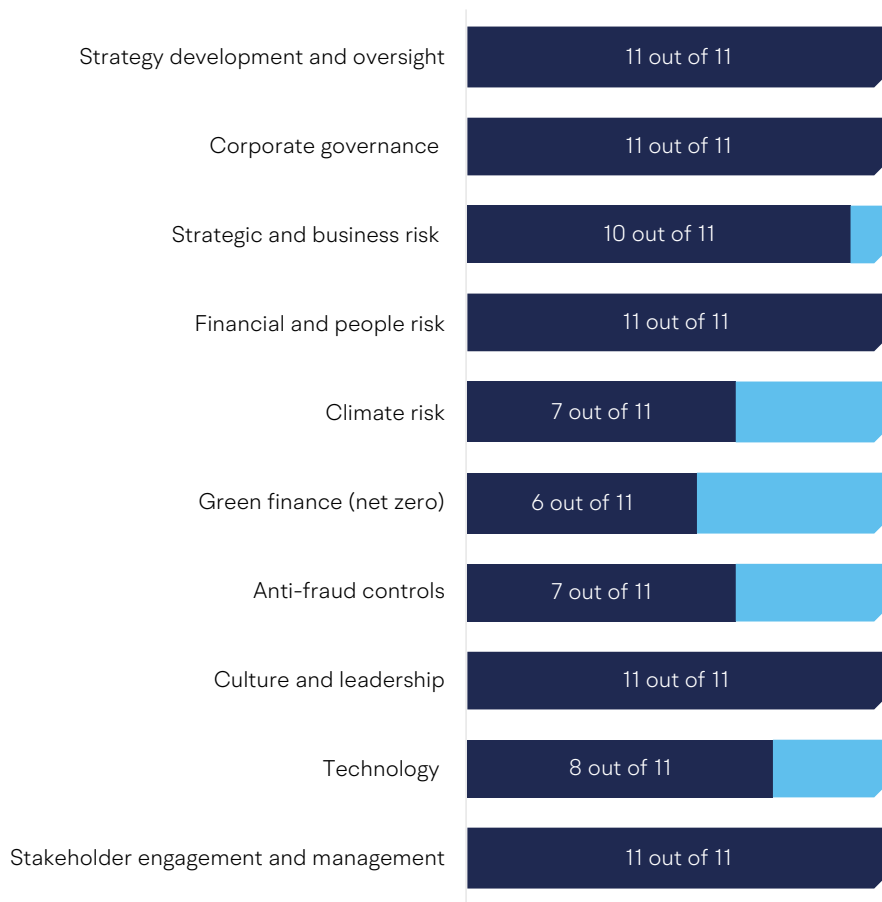 Strategy development and oversight 11 out of 11
Corporate governance 11 out of 11
Strategic and business risk 10 out of 11
Financial and people risk 11 out of 11
Climate risk 7 out of 11
Green finance (net zero) 6 out of 11
Anti-fraud controls 7 out of 11
Culture and leadership 11 out of 11
Technology 8 out of 11
Stakeholder engagement and management 11 out of 11